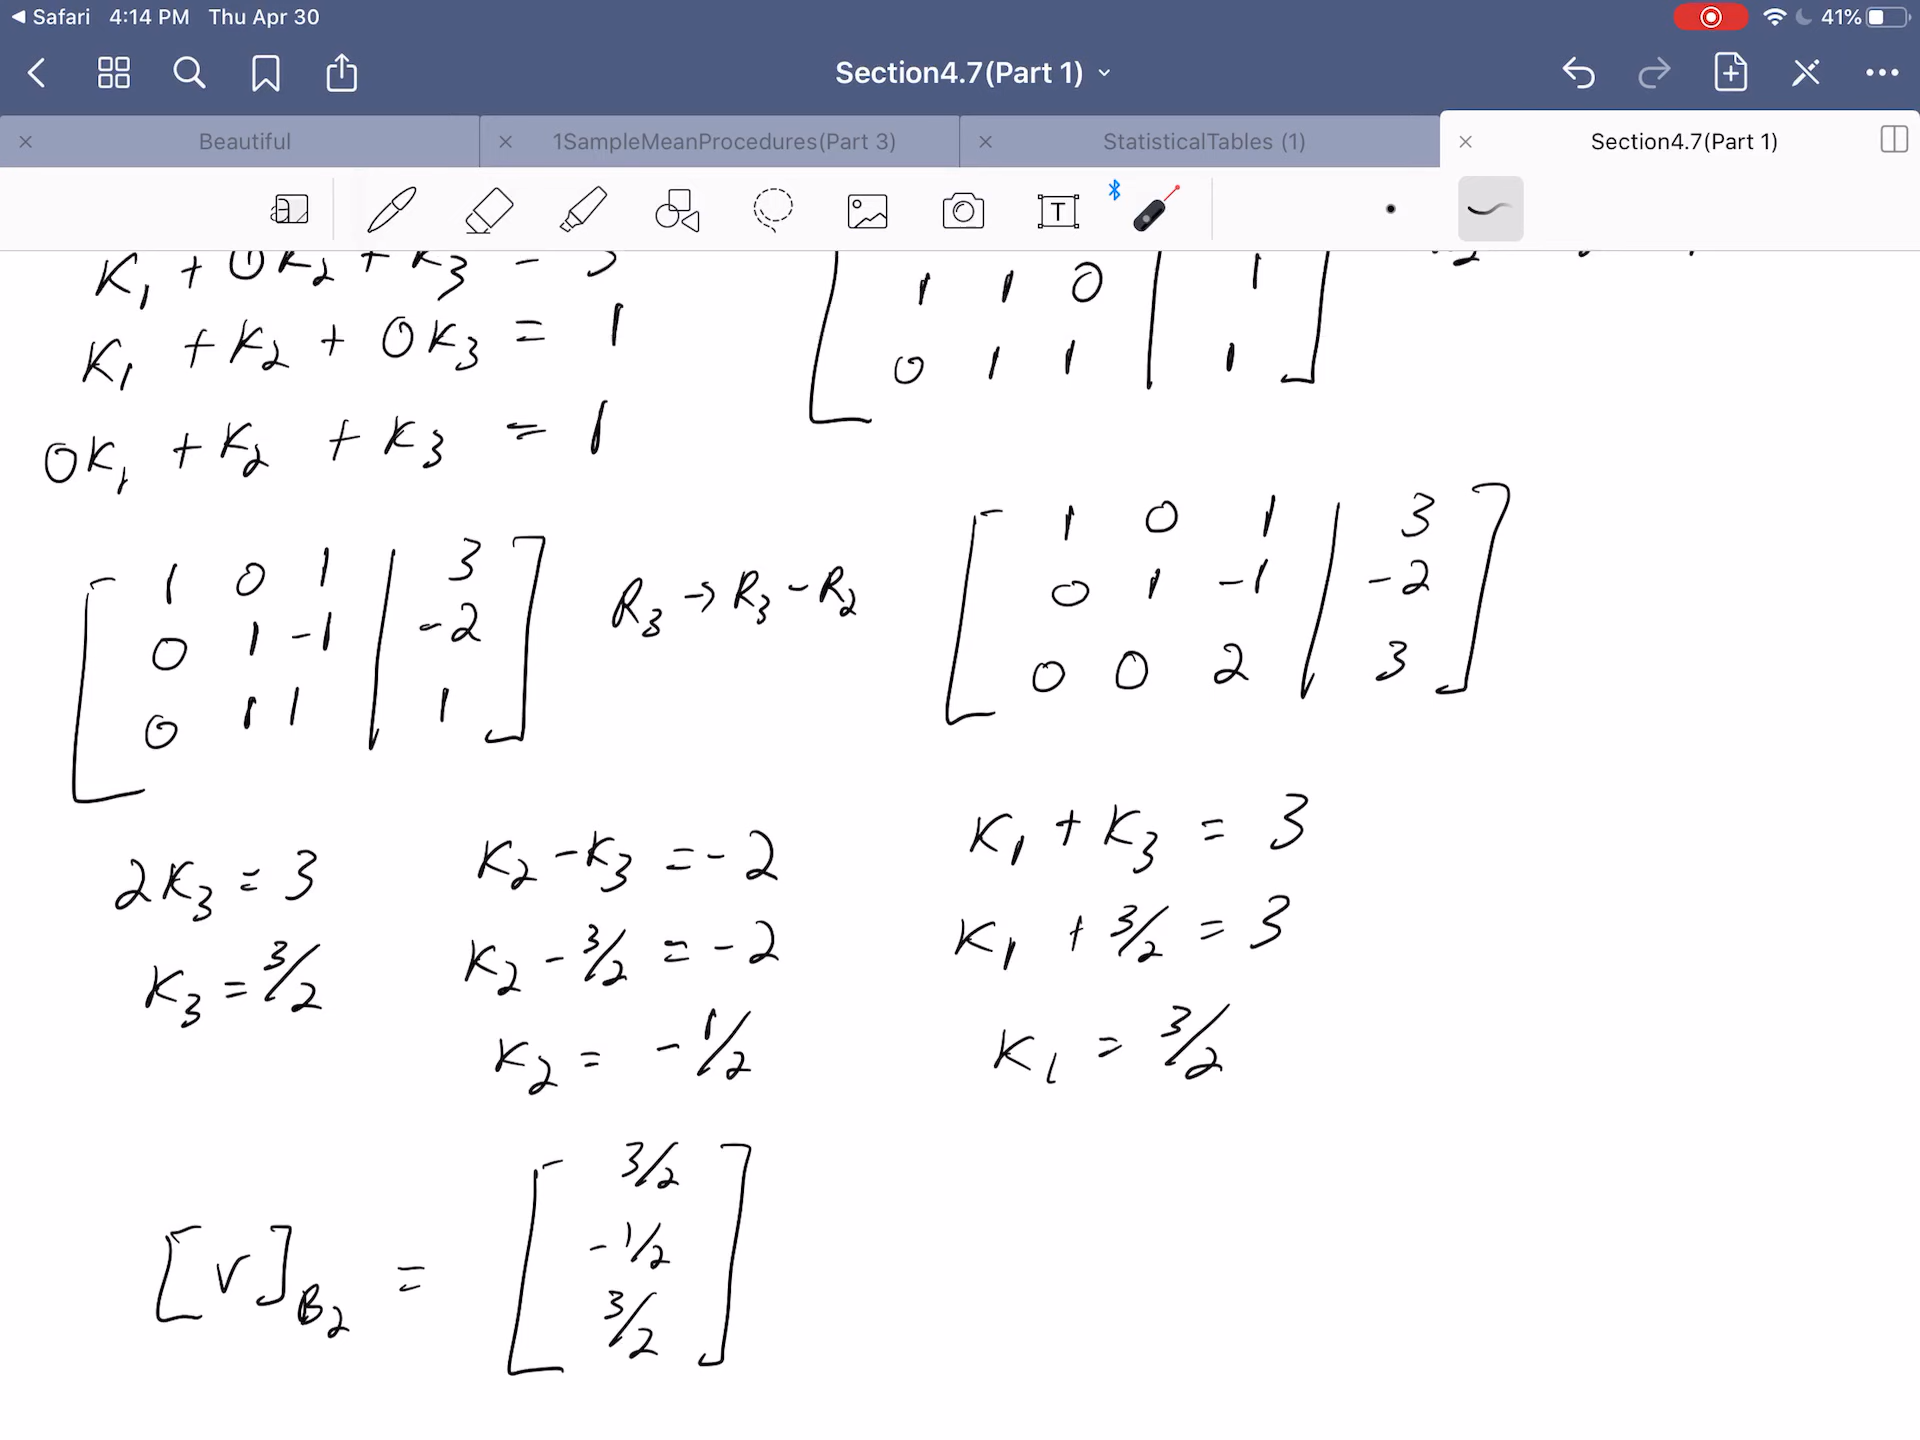 Safari 4:14 PM Thu Apr 30 41%
Section4.7(Part 1)
Beautiful 1SampleMeanProcedures(Part 3) StatisticalTables (1) Section4.7(Part 1)
K₁ + 0K₂ + K₃ = 3
K₁ + K₂ + 0K₃ = 1
0K₁ + K₂ + K₃ = 1
1 1 0 | 1
0 1 1 | 1
[ 1 0 1 | 3
0 1 -1 | -2
0 1 1 | 1 ]
R₃ → R₃ - R₂
[ 1 0 1 | 3
0 1 -1 | -2
0 0 2 | 3 ]
2K₃ = 3
K₃ = 3/2
K₂ - K₃ = -2
K₂ - 3/2 = -2
K₂ = -1/2
K₁ + K₃ = 3
K₁ + 3/2 = 3
K₁ = 3/2
[v]B₂ = [ 3/2
-1/2
3/2 ]